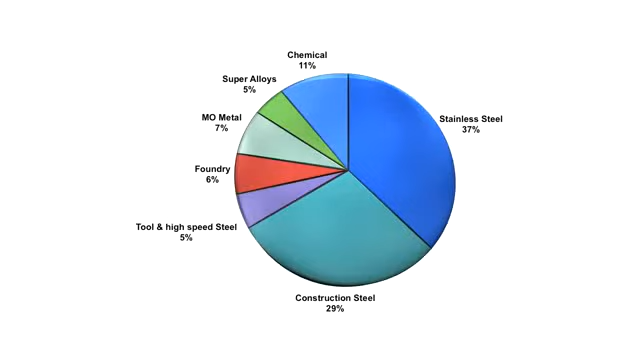 Chemical
11%
Super Alloys
5%
Stainless Steel
37%
MO Metal
7%
Foundry
6%
Tool & high speed Steel
5%
Construction Steel
29%